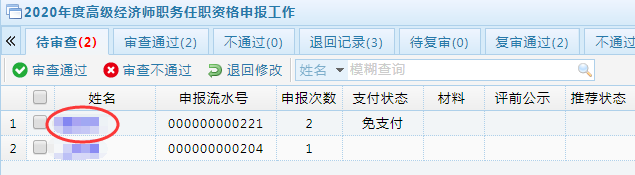 2020年度高级经济师职务任职资格申报工作
待审查(2) 审查通过(2) 不通过(0) 退回记录(3) 待复审(0) 复审通过(2) 不通过
审查通过 审查不通过 退回修改 姓名 模糊查询
姓名 申报流水号 申报次数 支付状态 材料 评前公示 推荐状态
1 000000000221 2 免支付
2 000000000204 1